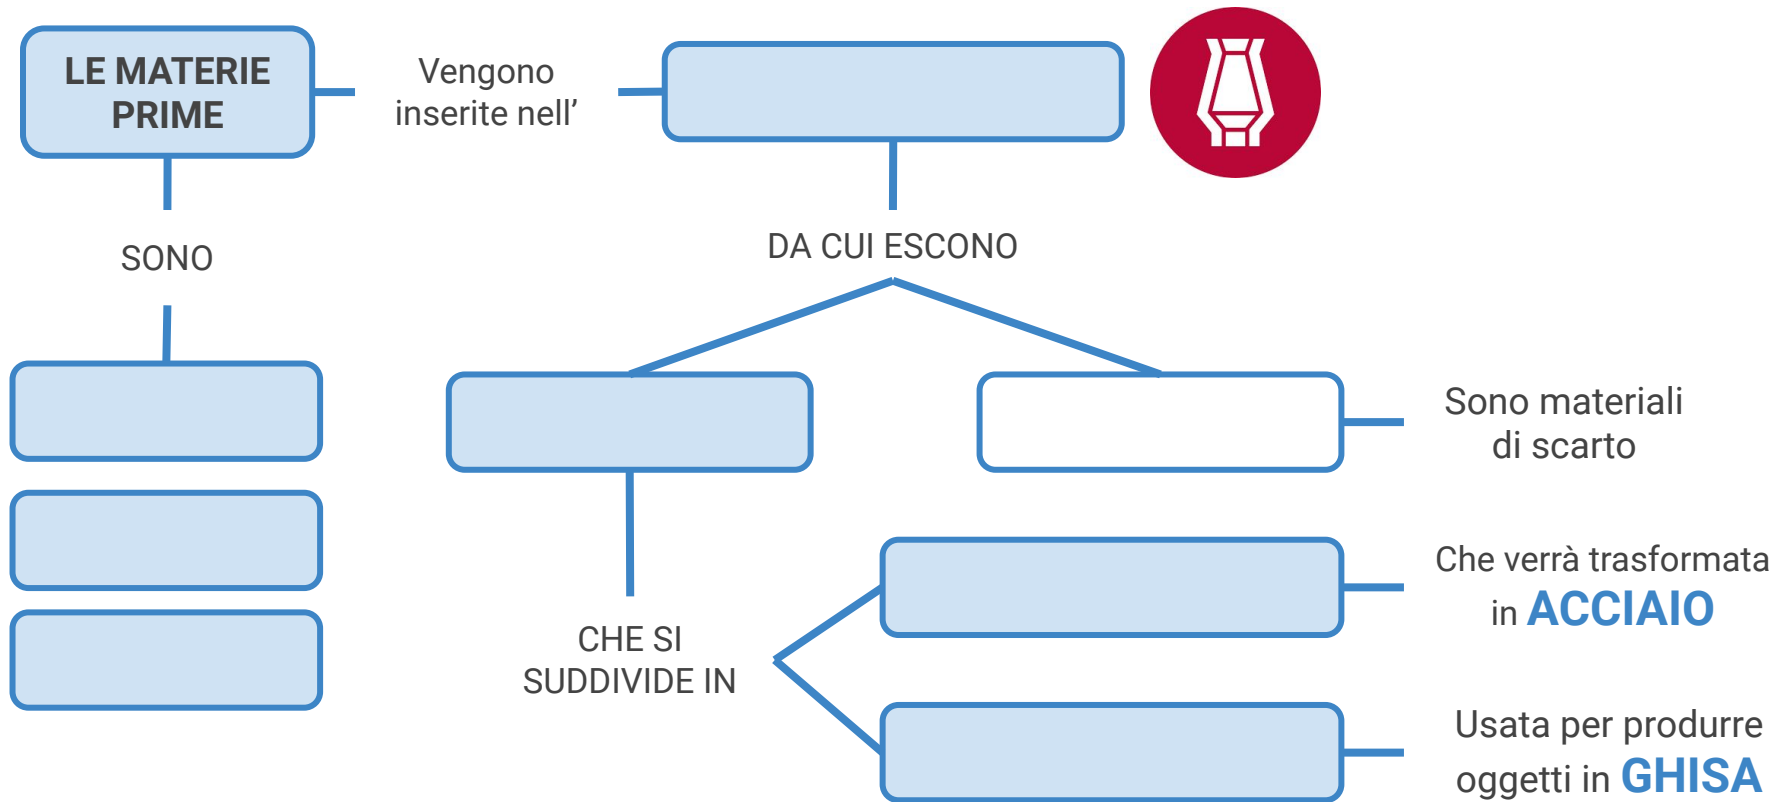 LE MATERIE
PRIME
Vengono
inserite nell’
SONO
DA CUI ESCONO
Sono materiali
di scarto
CHE SI
SUDDIVIDE IN
Che verrà trasformata
in ACCIAIO
Usata per produrre
oggetti in GHISA